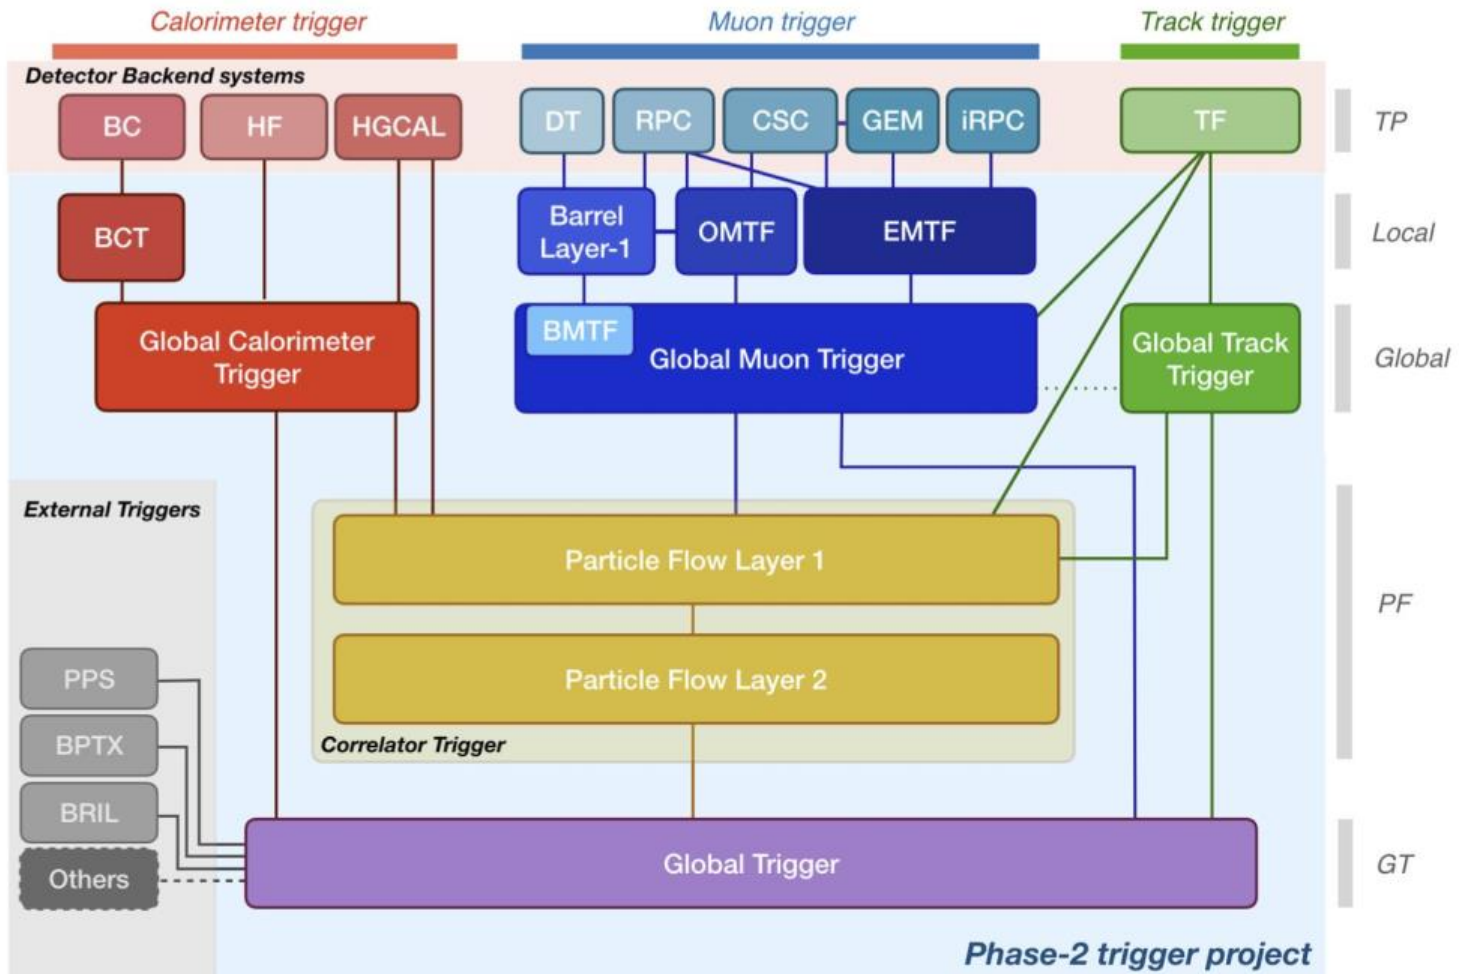 Calorimeter trigger
Muon trigger
Track trigger
Detector Backend systems
BC
HF
HGCAL
DT
RPC
CSC
GEM
iRPC
TF
TP
BCT
Barrel
Layer-1
OMTF
EMTF
Local
Global Calorimeter
Trigger
BMTF
Global Muon Trigger
Global Track
Trigger
Global
External Triggers
Particle Flow Layer 1
PF
Particle Flow Layer 2
Correlator Trigger
PPS
BPTX
BRIL
Others
Global Trigger
GT
Phase-2 trigger project